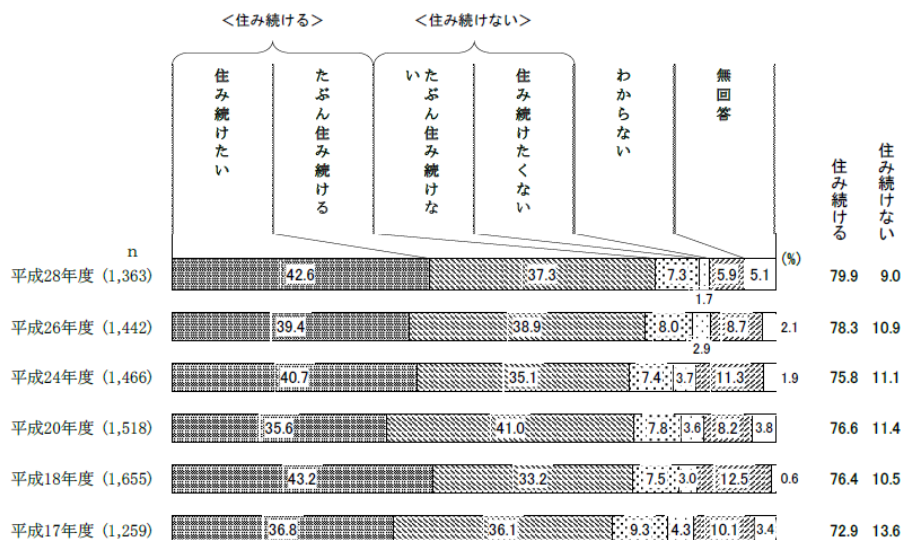 ＜住み続ける＞ ＜住み続けない＞
住み続けたい
たぶん住み続ける
たぶん住み続けな
い
住み続けたくない
わからない
無回答
住み続ける
住み続けない
n
(%)
平成28年度 (1,363) 42.6 37.3 7.3 1.7 5.9 5.1 79.9 9.0
平成26年度 (1,442) 39.4 38.9 8.0 2.9 8.7 2.1 78.3 10.9
平成24年度 (1,466) 40.7 35.1 7.4 3.7 11.3 1.9 75.8 11.1
平成20年度 (1,518) 35.6 41.0 7.8 3.6 8.2 3.8 76.6 11.4
平成18年度 (1,655) 43.2 33.2 7.5 3.0 12.5 0.6 76.4 10.5
平成17年度 (1,259) 36.8 36.1 9.3 4.3 10.1 3.4 72.9 13.6